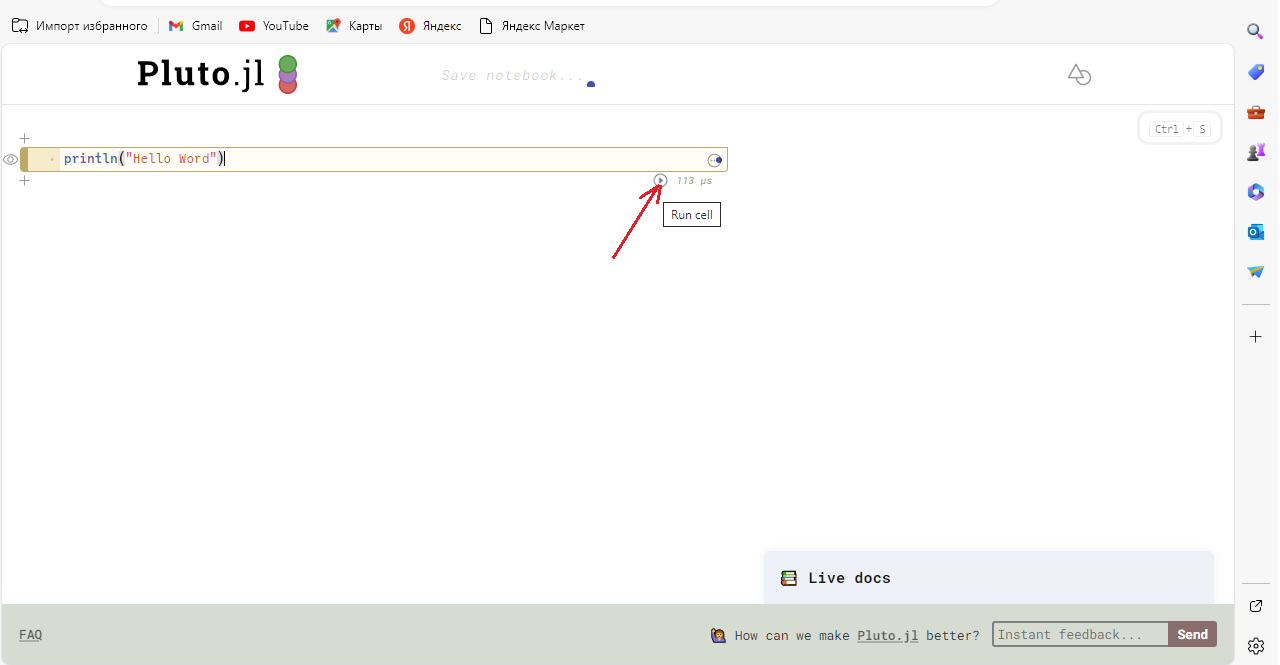 Импорт избранного Gmail YouTube Карты Яндекс Яндекс Маркет
Pluto.jl Save notebook...
Ctrl + S
println("Hello Word")
113 μs
Run cell
Live docs
FAQ How can we make Pluto.jl better? Instant feedback... Send